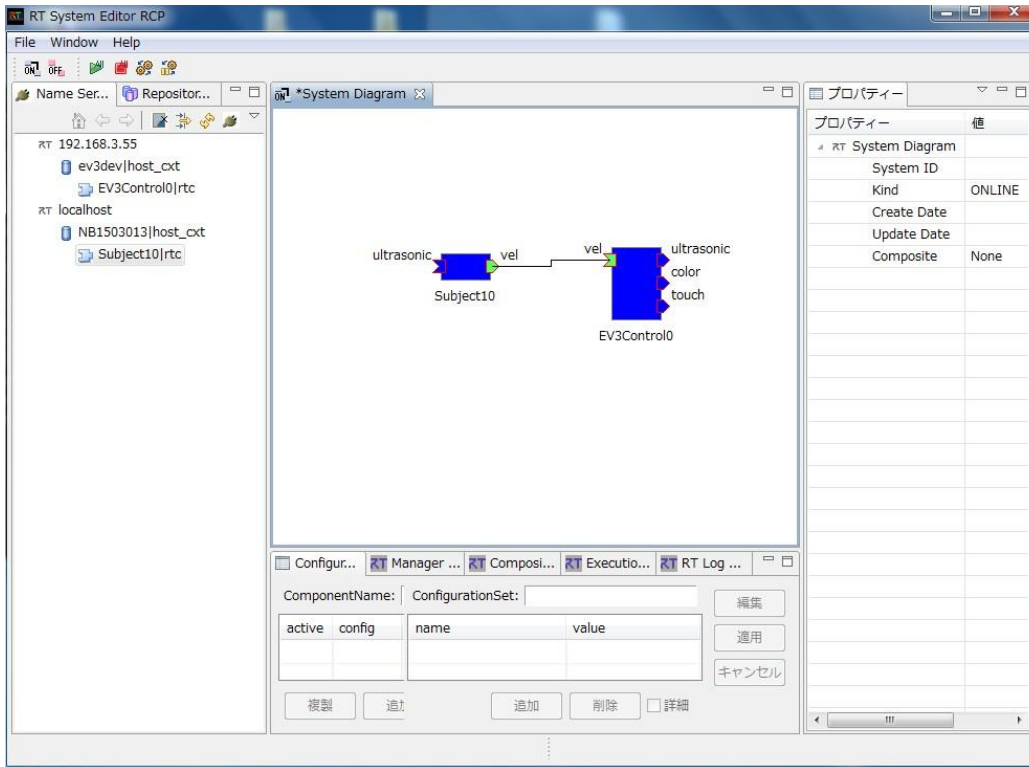 RT System Editor RCP
File Window Help
ON OFF
Name Ser... Repositor...
192.168.3.55
ev3dev|host_cxt
EV3Control0|rtc
localhost
NB1503013|host_cxt
Subject10|rtc
*System Diagram
ultrasonic vel
Subject10
vel ultrasonic
color
touch
EV3Control0
Configur... RT Manager ... RT Composi... RT Executio... RT RT Log ...
ComponentName: ConfigurationSet:
active config name value
編集
適用
キャンセル
複製 追加 削除 詳細
プロパティー
プロパティー 値
System Diagram
System ID
Kind ONLINE
Create Date
Update Date
Composite None